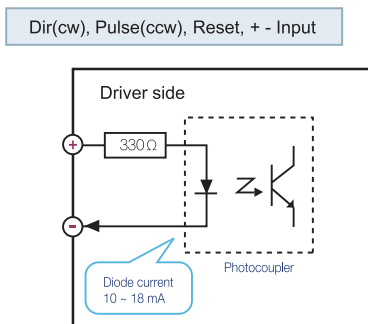 Dir(cw), Pulse(ccw), Reset, + - Input
Driver side
+
330Ω
-
Photocoupler
Diode current
10 ~ 18 mA